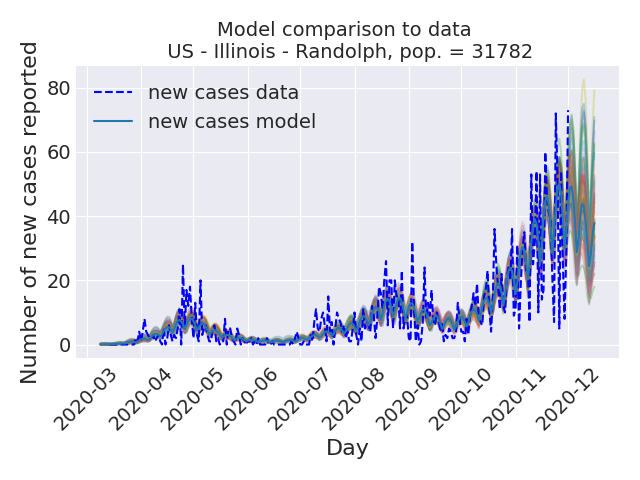 Model comparison to data
US - Illinois - Randolph, pop. = 31782
new cases data
new cases model
Number of new cases reported
80
60
40
20
0
2020-03
2020-04
2020-05
2020-06
2020-07
2020-08
2020-09
2020-10
2020-11
2020-12
Day